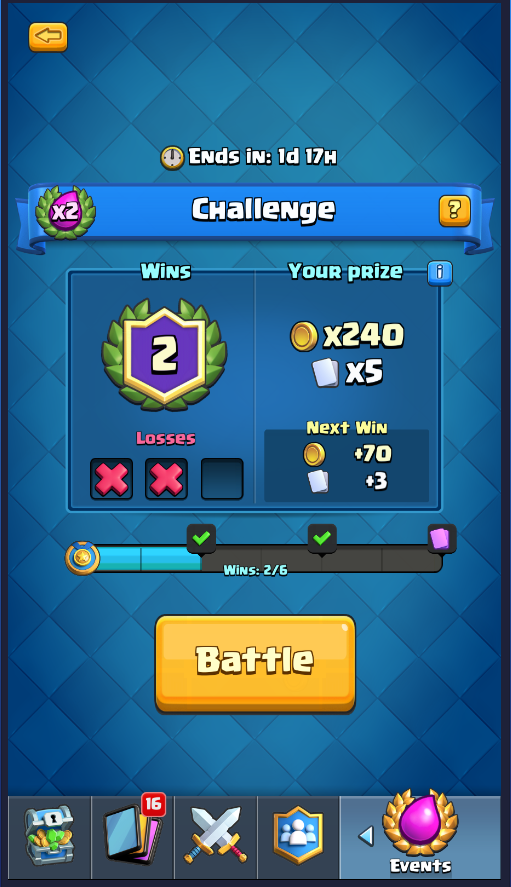 Ends in: 1d 17h
x2
Challenge
?
Wins
Your prize
i
2
x240
x5
Losses
Next Win
+70
+3
Wins: 2/6
Battle
16
Events